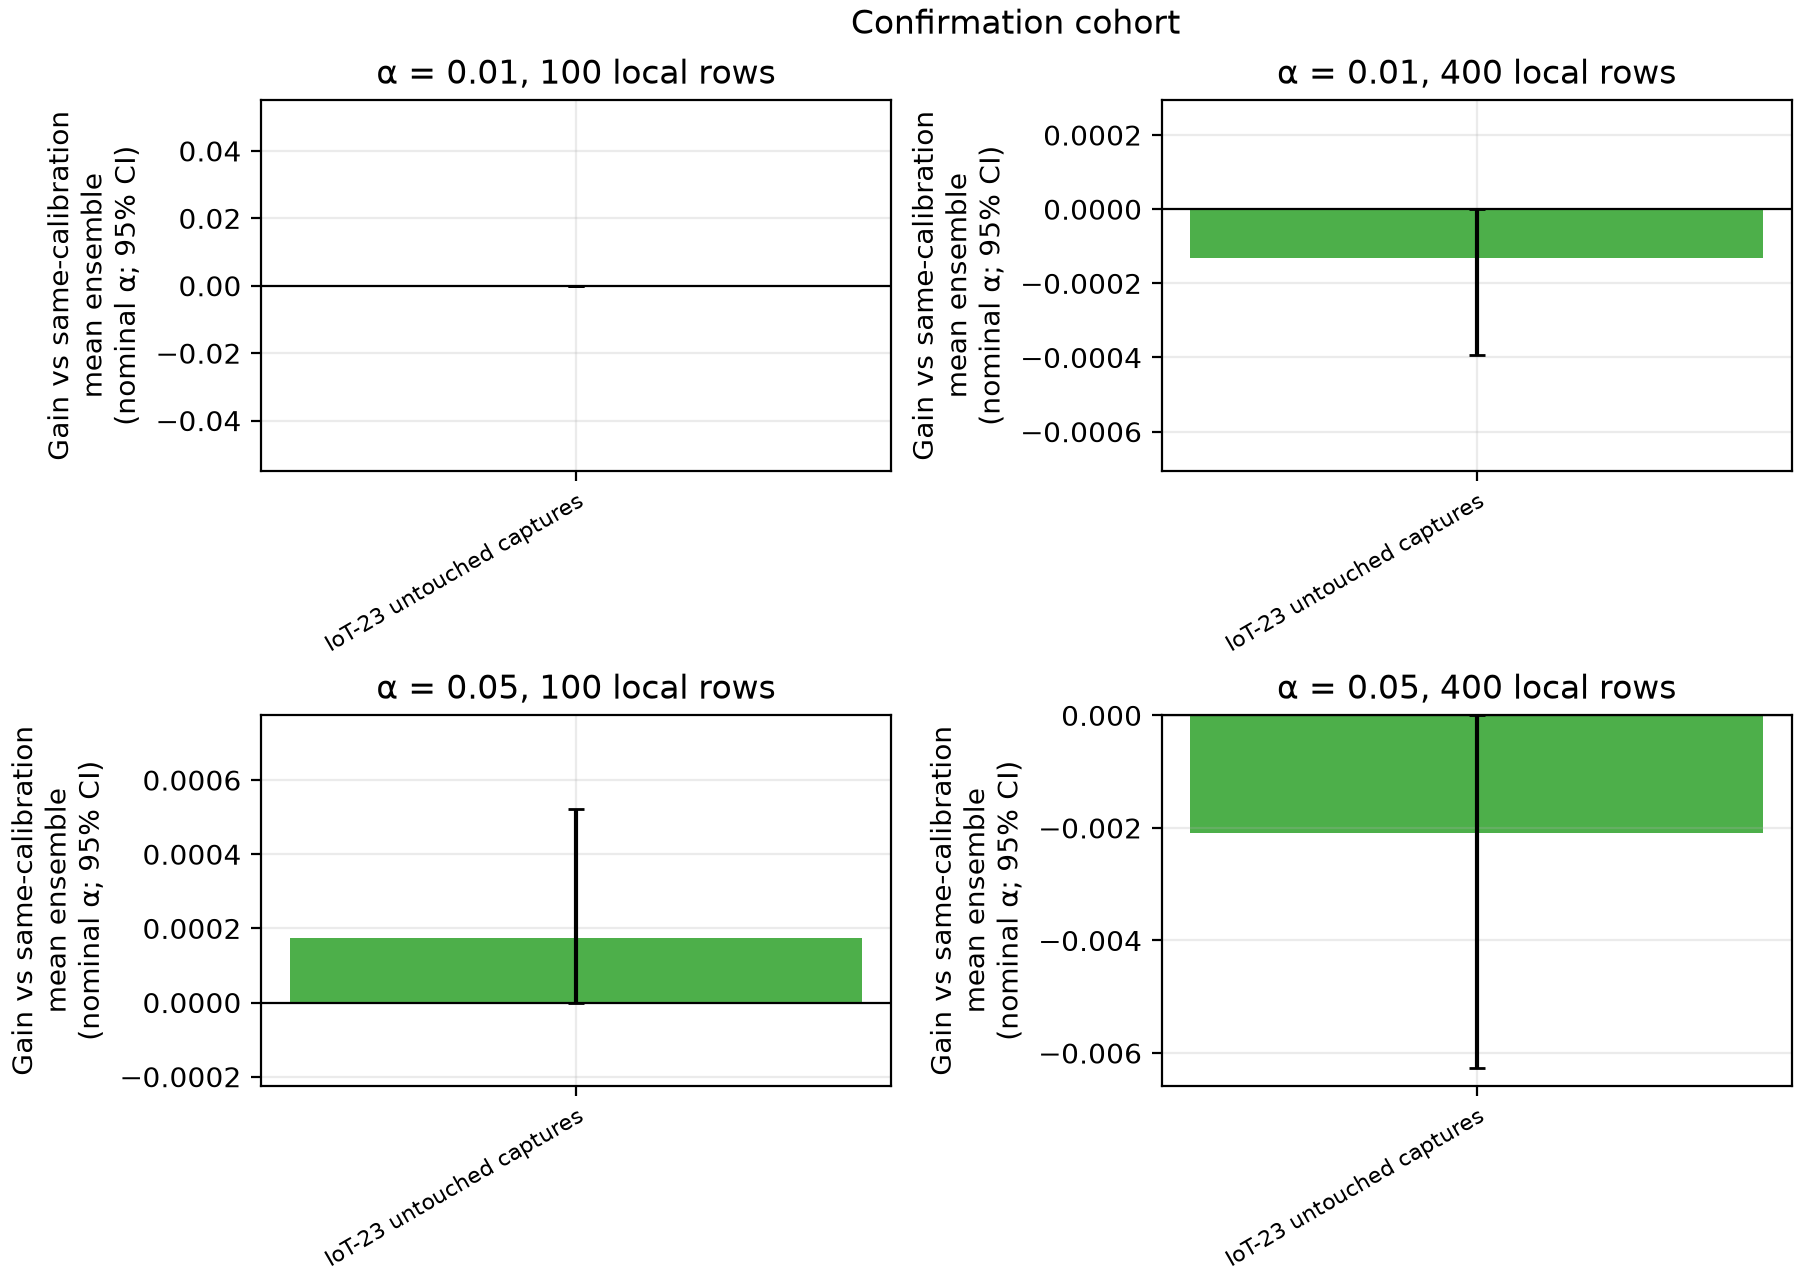 Confirmation cohort
α = 0.01, 100 local rows
Gain vs same-calibration
mean ensemble
(nominal α; 95% CI)
0.04
0.02
0.00
−0.02
−0.04
IoT-23 untouched captures
α = 0.01, 400 local rows
Gain vs same-calibration
mean ensemble
(nominal α; 95% CI)
0.0002
0.0000
−0.0002
−0.0004
−0.0006
IoT-23 untouched captures
α = 0.05, 100 local rows
Gain vs same-calibration
mean ensemble
(nominal α; 95% CI)
0.0006
0.0004
0.0002
0.0000
−0.0002
IoT-23 untouched captures
α = 0.05, 400 local rows
Gain vs same-calibration
mean ensemble
(nominal α; 95% CI)
0.000
−0.002
−0.004
−0.006
IoT-23 untouched captures